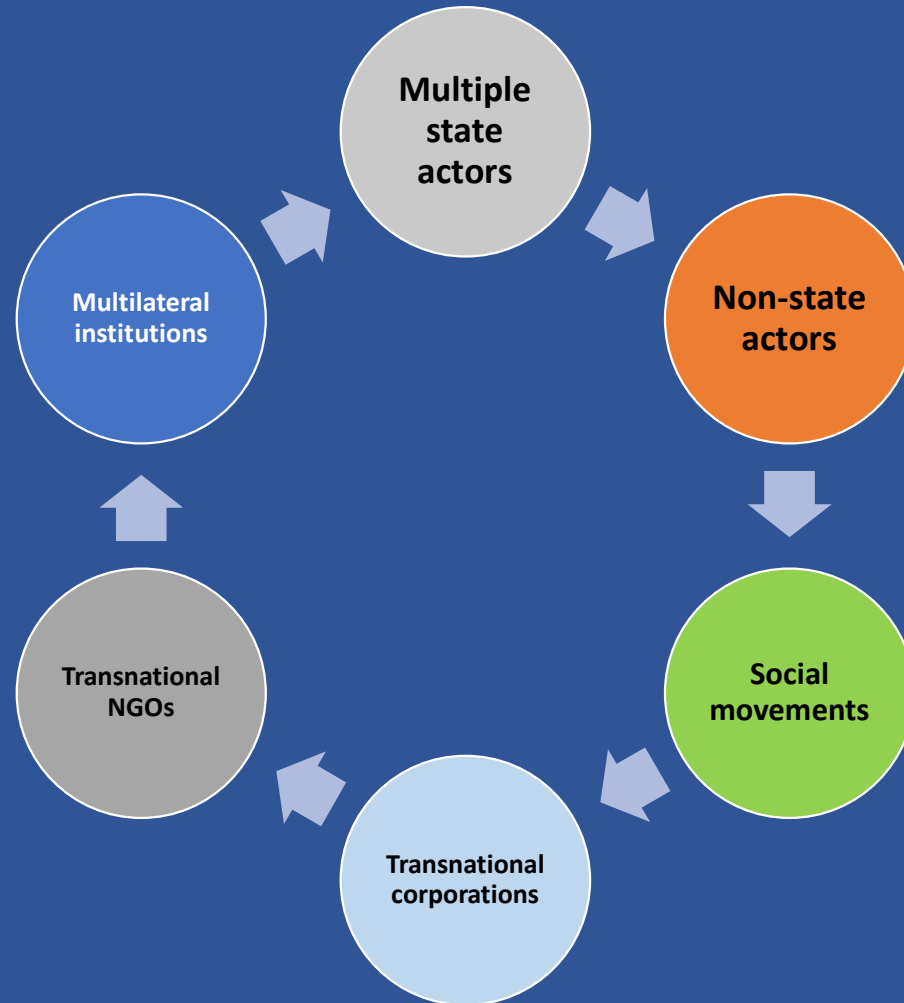 Multiple
state
actors
Non-state
actors
Social
movements
Transnational
corporations
Transnational
NGOs
Multilateral
institutions